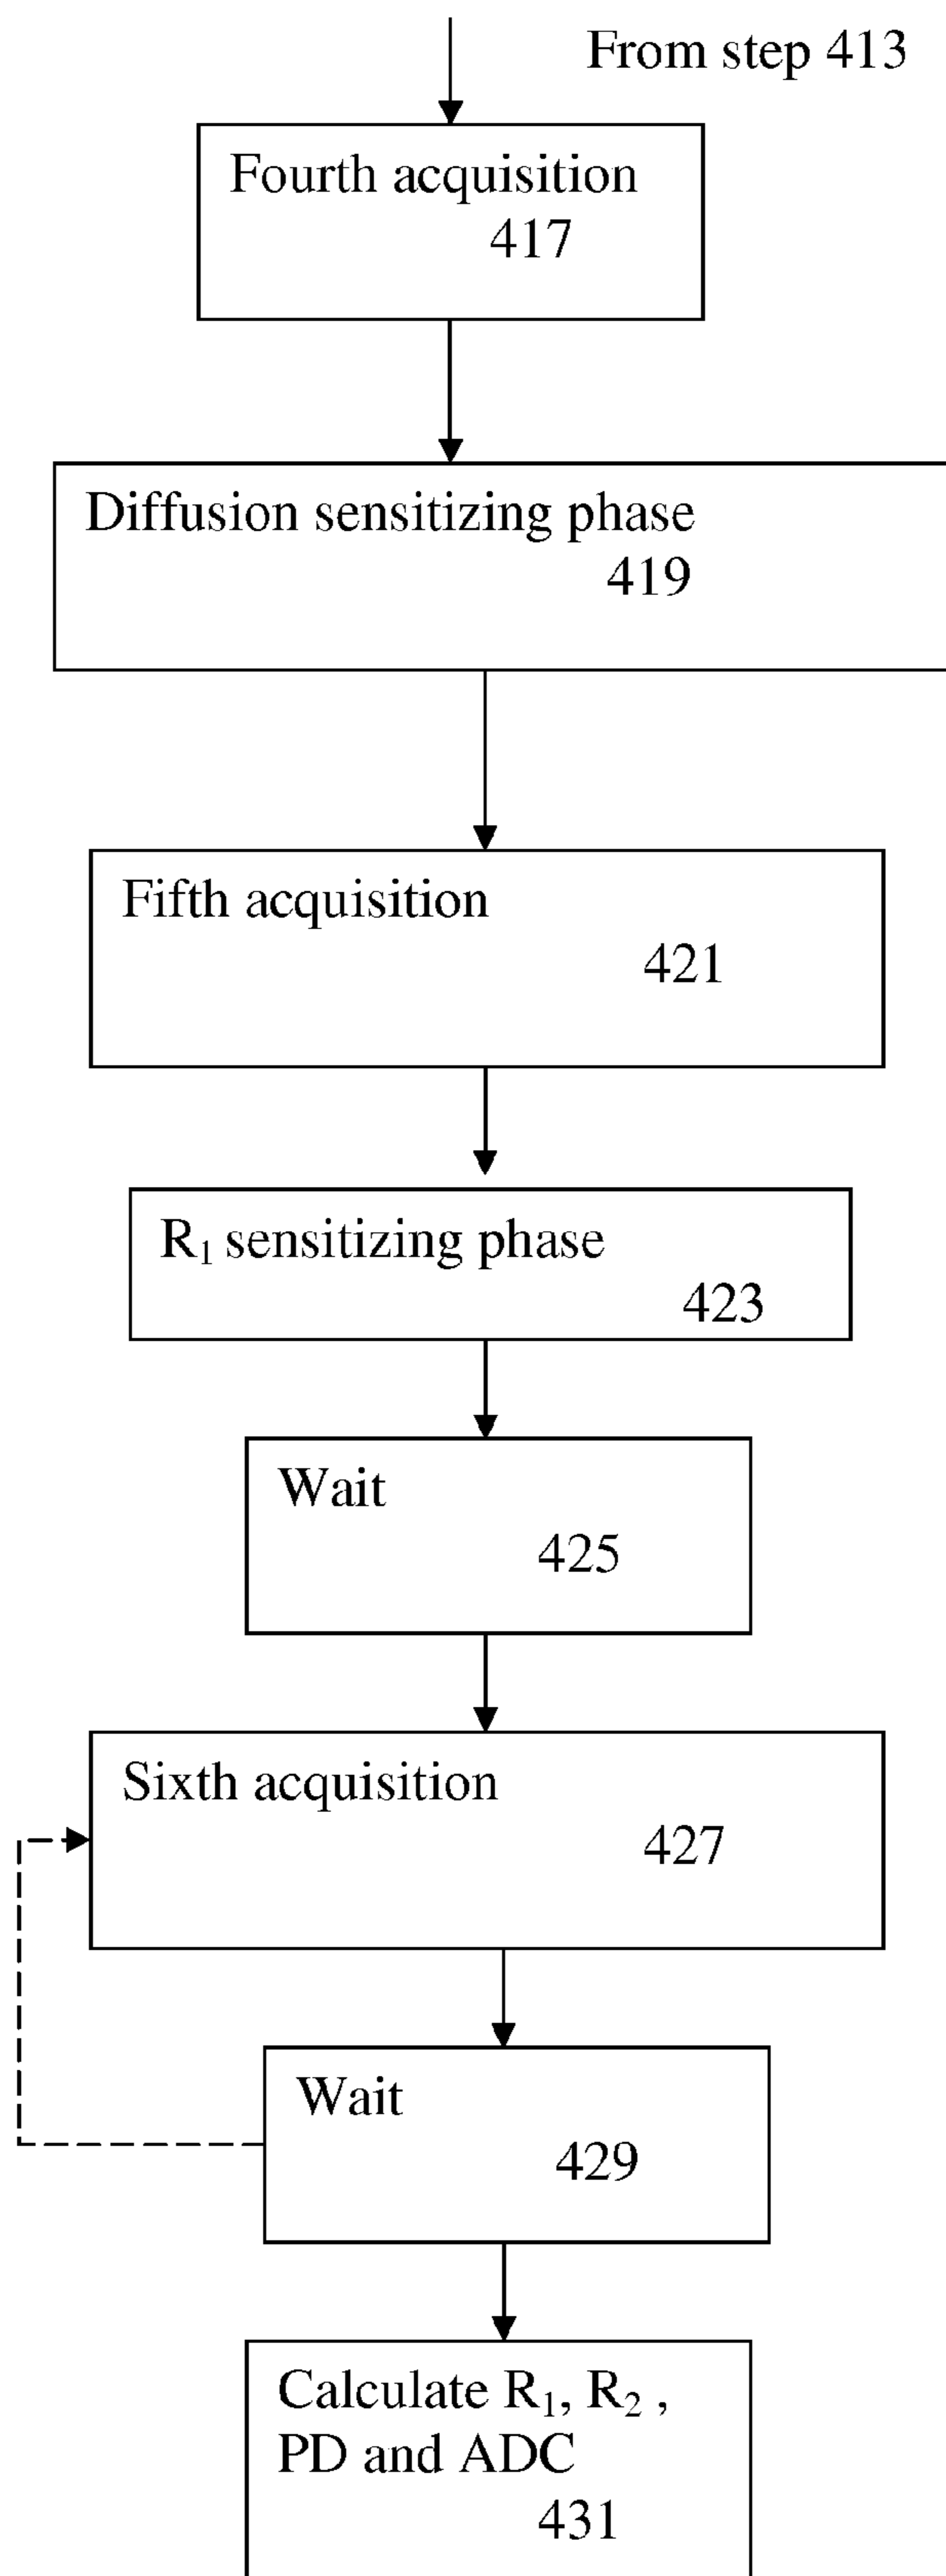 From step 413
Fourth acquisition
417
Diffusion sensitizing phase
419
Fifth acquisition
421
R₁ sensitizing phase
423
Wait
425
Sixth acquisition
427
Wait
429
Calculate R₁, R₂ ,
PD and ADC
431